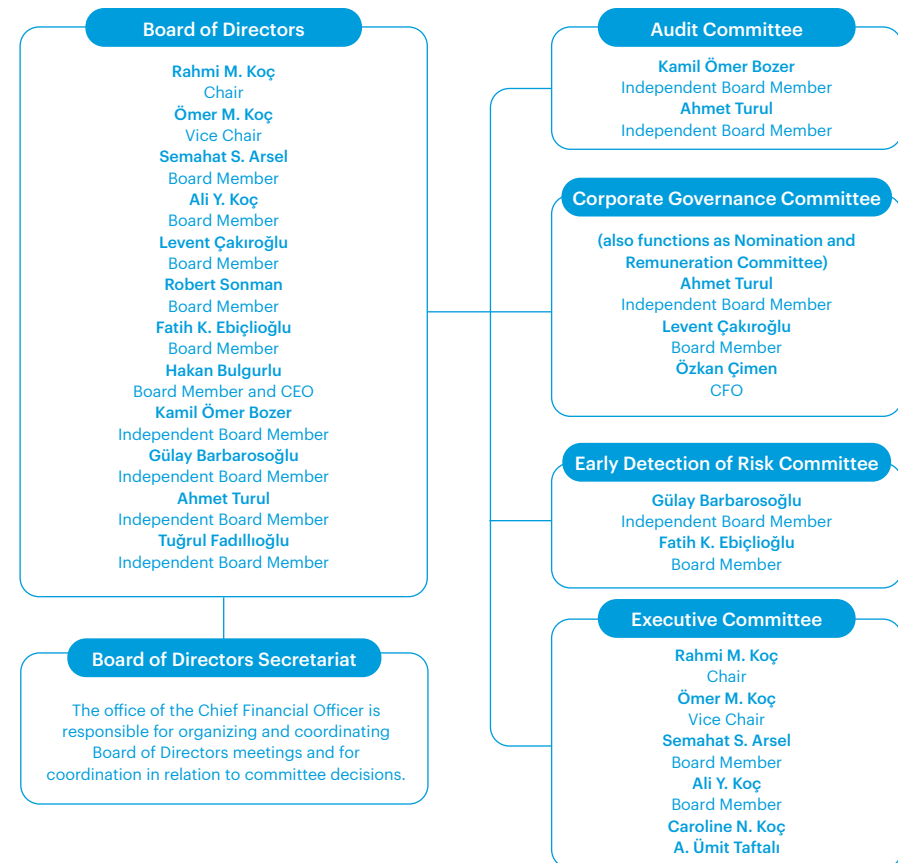 Board of Directors
Rahmi M. Koç
Chair
Ömer M. Koç
Vice Chair
Semahat S. Arsel
Board Member
Ali Y. Koç
Board Member
Levent Çakıroğlu
Board Member
Robert Sonman
Board Member
Fatih K. Ebiçlioğlu
Board Member
Hakan Bulgurlu
Board Member and CEO
Kamil Ömer Bozer
Independent Board Member
Gülay Barbarosoğlu
Independent Board Member
Ahmet Turul
Independent Board Member
Tuğrul Fadıllıoğlu
Independent Board Member
Board of Directors Secretariat
The office of the Chief Financial Officer is
responsible for organizing and coordinating
Board of Directors meetings and for
coordination in relation to committee decisions.
Audit Committee
Kamil Ömer Bozer
Independent Board Member
Ahmet Turul
Independent Board Member
Corporate Governance Committee
(also functions as Nomination and
Remuneration Committee)
Ahmet Turul
Independent Board Member
Levent Çakıroğlu
Board Member
Özkan Çimen
CFO
Early Detection of Risk Committee
Gülay Barbarosoğlu
Independent Board Member
Fatih K. Ebiçlioğlu
Board Member
Executive Committee
Rahmi M. Koç
Chair
Ömer M. Koç
Vice Chair
Semahat S. Arsel
Board Member
Ali Y. Koç
Board Member
Caroline N. Koç
A. Ümit Taftalı